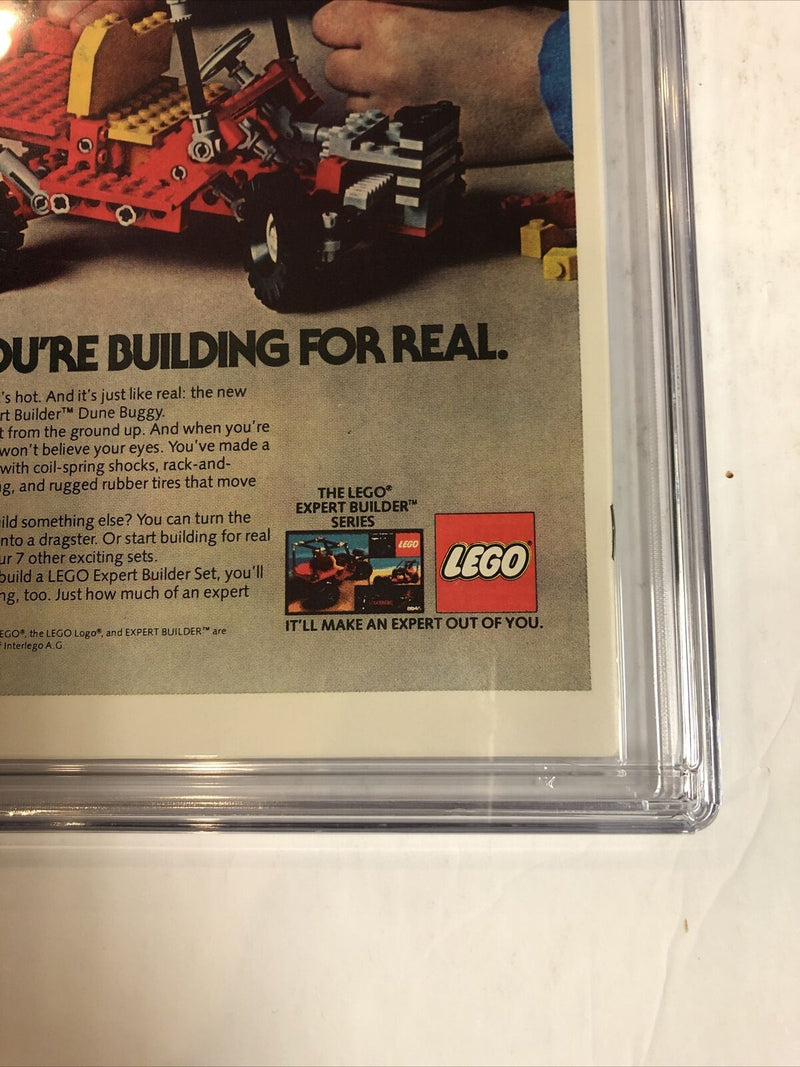 OU'RE BUILDING FOR REAL.
's hot. And it's just like real: the new
rt Builder™ Dune Buggy.
t from the ground up. And when you're
won't believe your eyes. You've made a
with coil-spring shocks, rack-and-
g, and rugged rubber tires that move
ild something else? You can turn the
nto a dragster. Or start building for real
ur 7 other exciting sets.
build a LEGO Expert Builder Set, you'll
ng, too. Just how much of an expert
EGO®, the LEGO Logo®, and EXPERT BUILDER™ are
Interlego A.G.
THE LEGO®
EXPERT BUILDER™
SERIES
LEGO
LEGO®
IT'LL MAKE AN EXPERT OUT OF YOU.